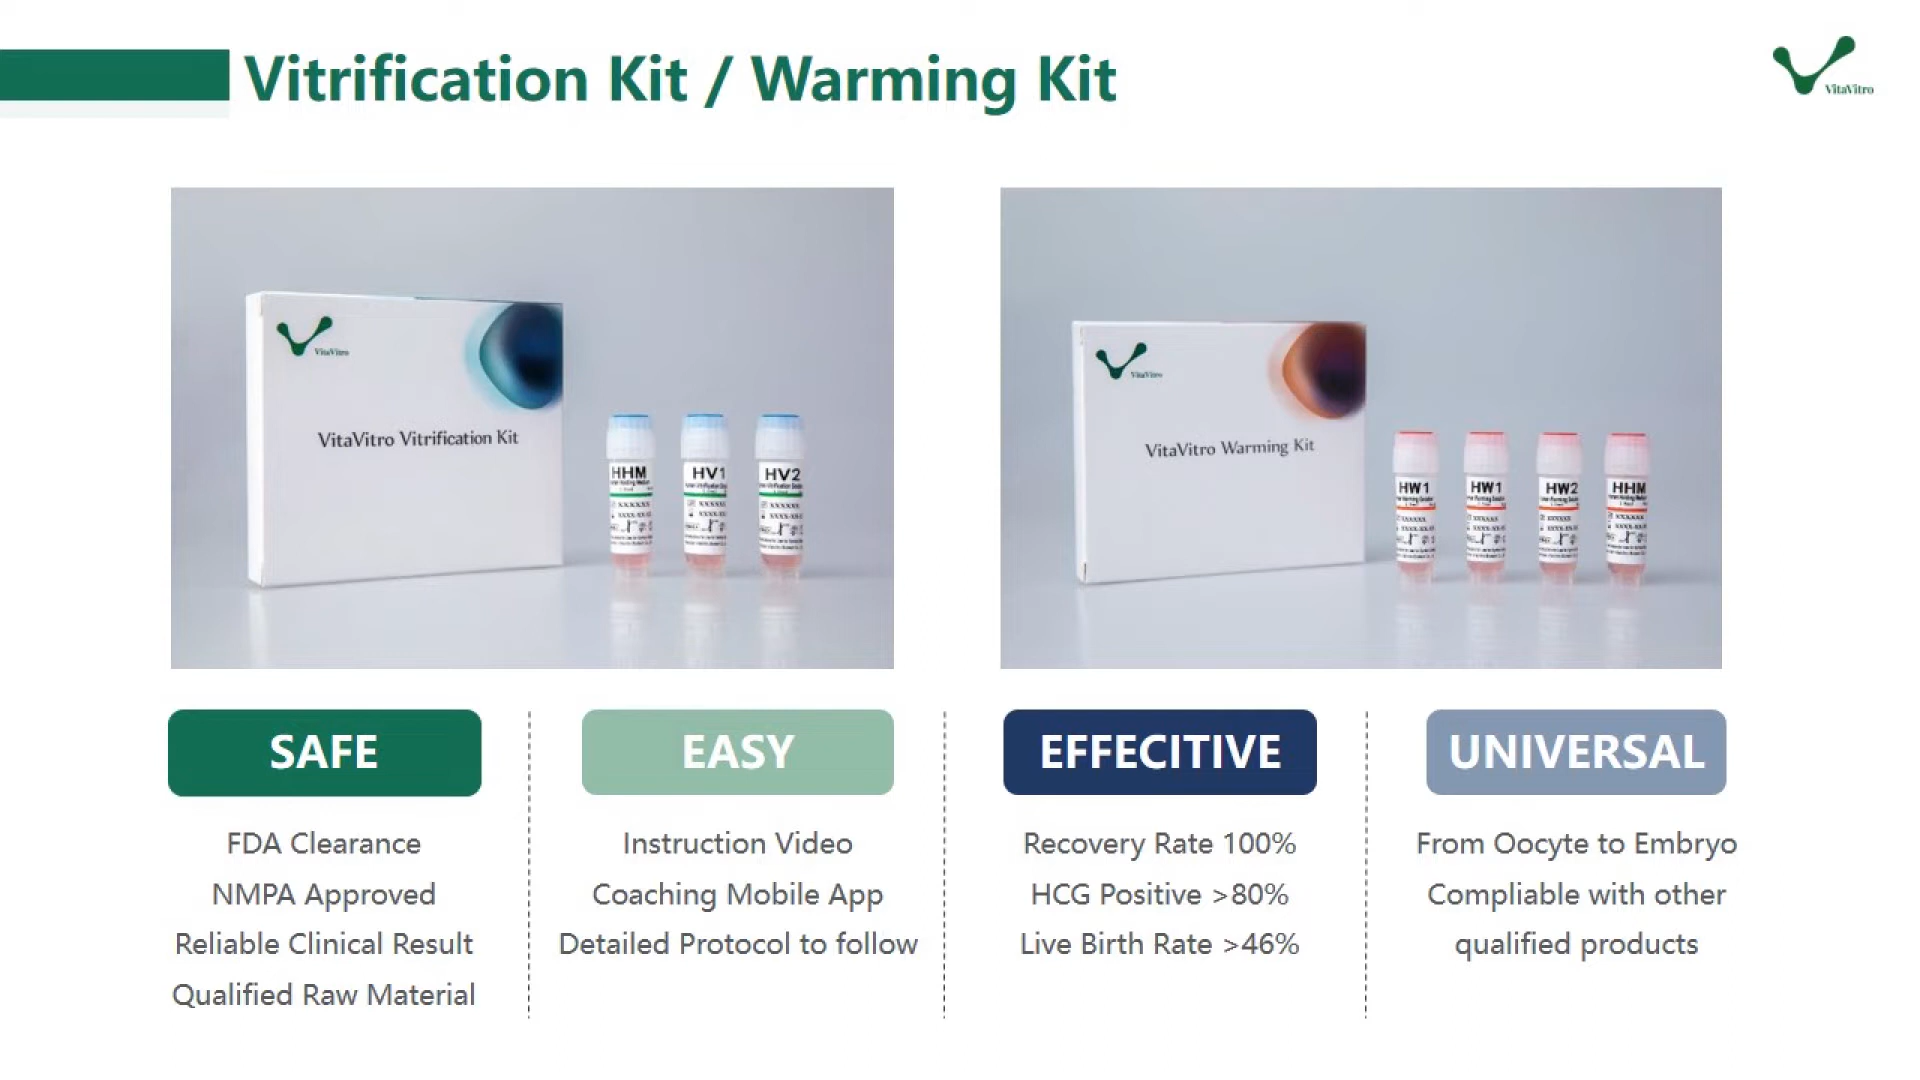 Vitrification Kit / Warming Kit
VitaVitro
VitaVitro
VitaVitro Vitrification Kit
HHM
HV1
HV2
VitaVitro
VitaVitro Warming Kit
HW1
HW1
HW2
HHM
SAFE
FDA Clearance
NMPA Approved
Reliable Clinical Result
Qualified Raw Material
EASY
Instruction Video
Coaching Mobile App
Detailed Protocol to follow
EFFECITIVE
Recovery Rate 100%
HCG Positive >80%
Live Birth Rate >46%
UNIVERSAL
From Oocyte to Embryo
Compliable with other
qualified products